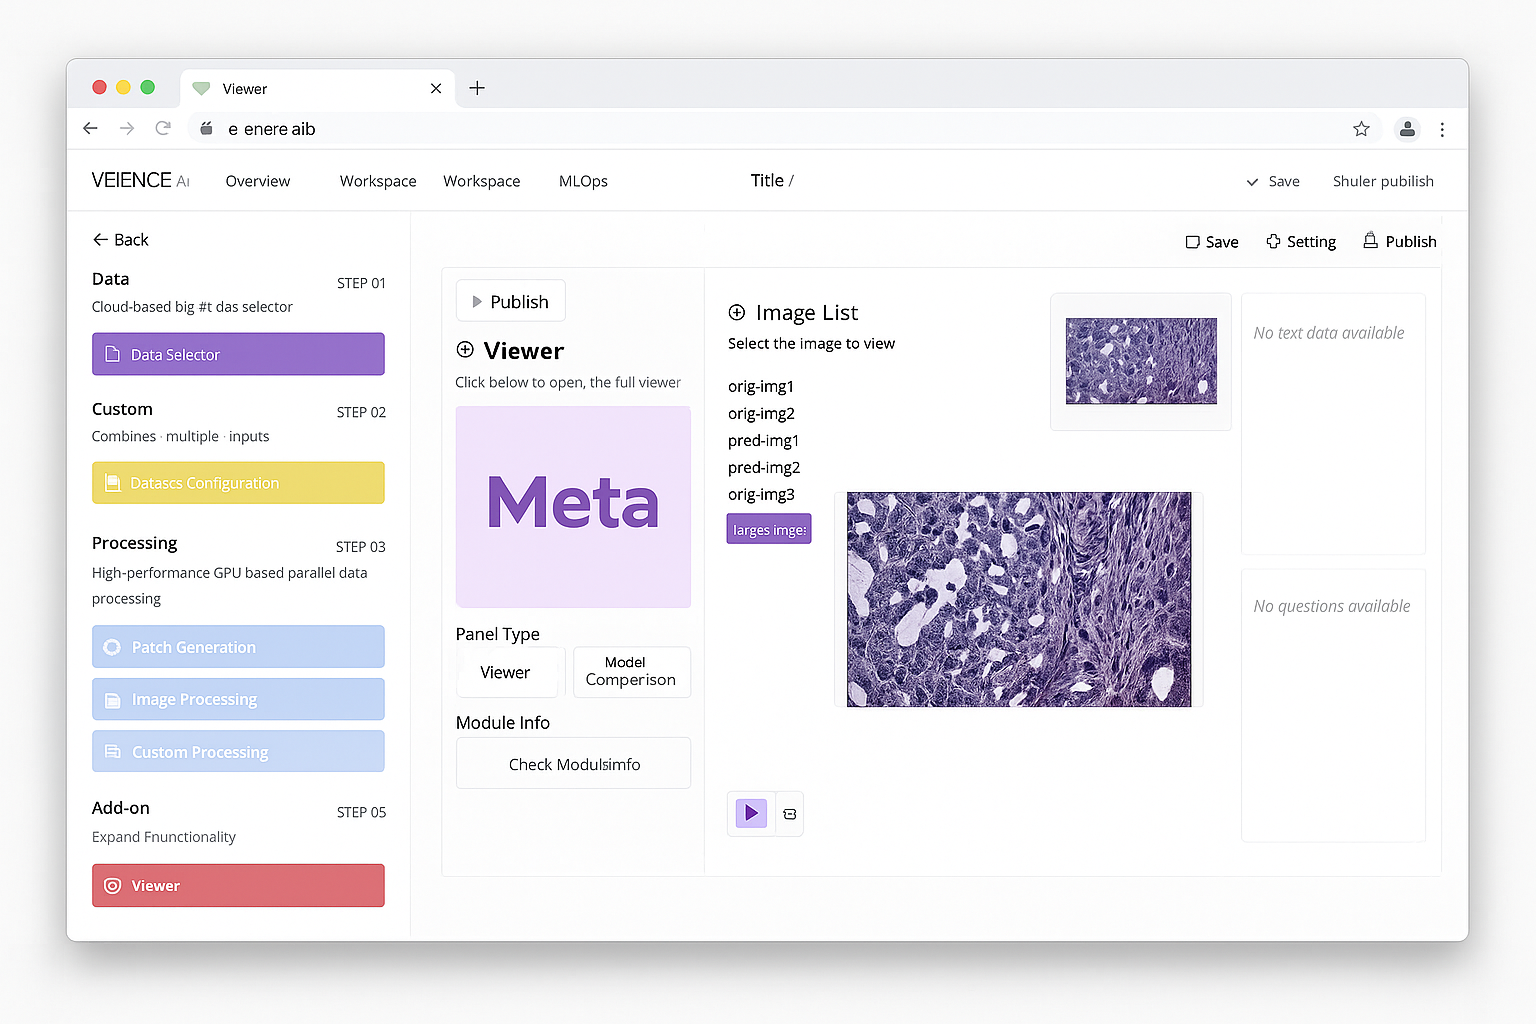 Viewer
e enere aib
VEIENCE Aı
Overview
Workspace
Workspace
MLOps
Title /
Save
Shuler pubilish
Back
Save
Setting
Publish
Data
STEP 01
Cloud-based big #t das selector
Data Selector
Custom
STEP 02
Combines · multiple · inputs
Datascs Configuration
Processing
STEP 03
High-performance GPU based parallel data
processing
Patch Generation
Image Processing
Custom Processing
Add-on
STEP 05
Expand Fnunctionality
Viewer
Publish
Viewer
Click below to open, the full viewer
Meta
Panel Type
Viewer
Model
Comparison
Module Info
Check Modulsimfo
Image List
Select the image to view
orig-img1
orig-img2
pred-img1
pred-img2
orig-img3
larges imge:
No text data available
No questions available